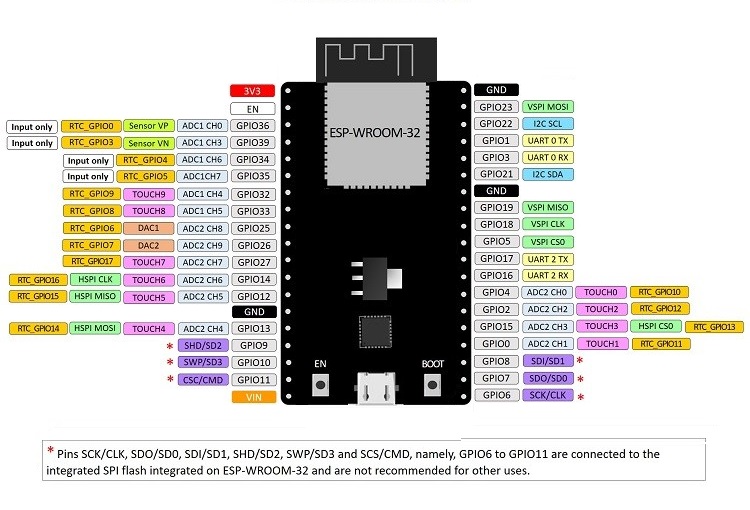 3V3
EN
Input only RTC_GPIO0 Sensor VP ADC1 CH0 GPIO36
Input only RTC_GPIO3 Sensor VN ADC1 CH3 GPIO39
Input only RTC_GPIO4 ADC1 CH6 GPIO34
Input only RTC_GPIO5 ADC1CH7 GPIO35
RTC_GPIO9 TOUCH9 ADC1 CH4 GPIO32
RTC_GPIO8 TOUCH8 ADC1 CH5 GPIO33
RTC_GPIO6 DAC1 ADC2 CH8 GPIO25
RTC_GPIO7 DAC2 ADC2 CH9 GPIO26
RTC_GPIO17 TOUCH7 ADC2 CH7 GPIO27
RTC_GPIO16 HSPI CLK TOUCH6 ADC2 CH6 GPIO14
RTC_GPIO15 HSPI MISO TOUCH5 ADC2 CH5 GPIO12
GND
RTC_GPIO14 HSPI MOSI TOUCH4 ADC2 CH4 GPIO13
* SHD/SD2 GPIO9
* SWP/SD3 GPIO10
* CSC/CMD GPIO11
VIN
ESP-WROOM-32
EN
BOOT
GND
GPIO23 VSPI MOSI
GPIO22 I2C SCL
GPIO1 UART 0 TX
GPIO3 UART 0 RX
GPIO21 I2C SDA
GND
GPIO19 VSPI MISO
GPIO18 VSPI CLK
GPIO5 VSPI CS0
GPIO17 UART 2 TX
GPIO16 UART 2 RX
GPIO4 ADC2 CH0 TOUCH0 RTC_GPIO10
GPIO2 ADC2 CH2 TOUCH2 RTC_GPIO12
GPIO15 ADC2 CH3 TOUCH3 HSPI CS0 RTC_GPIO13
GPIO0 ADC2 CH1 TOUCH1 RTC_GPIO11
GPIO8 SDI/SD1 *
GPIO7 SDO/SD0 *
GPIO6 SCK/CLK *
* Pins SCK/CLK, SDO/SD0, SDI/SD1, SHD/SD2, SWP/SD3 and SCS/CMD, namely, GPIO6 to GPIO11 are connected to the
integrated SPI flash integrated on ESP-WROOM-32 and are not recommended for other uses.